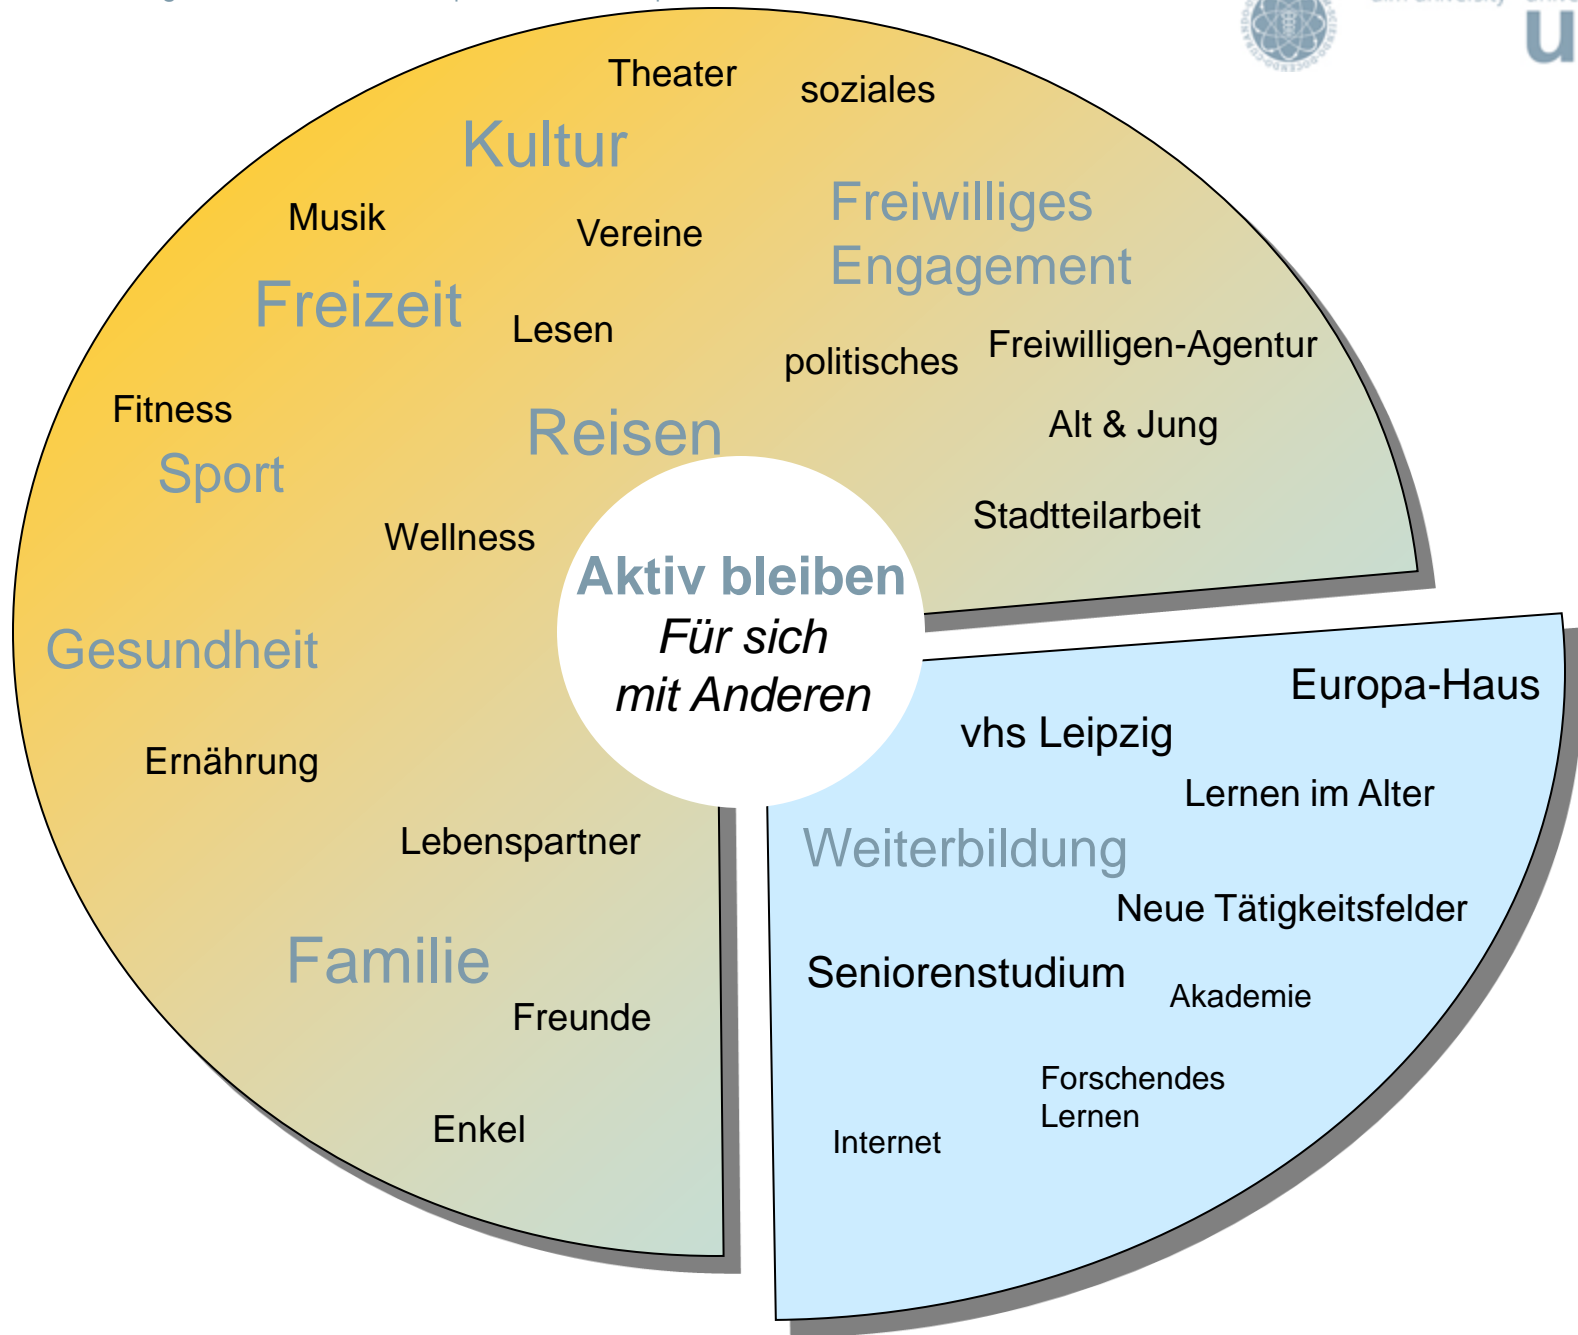 Theater
soziales
Kultur
Freiwilliges
Engagement
Musik
Vereine
Freizeit
Lesen
politisches
Freiwilligen-Agentur
Fitness
Reisen
Alt & Jung
Sport
Wellness
Stadtteilarbeit
Aktiv bleiben
Für sich
mit Anderen
Gesundheit
Ernährung
Lebenspartner
Familie
Freunde
Enkel
Europa-Haus
vhs Leipzig
Lernen im Alter
Weiterbildung
Neue Tätigkeitsfelder
Seniorenstudium
Akademie
Forschendes
Lernen
Internet